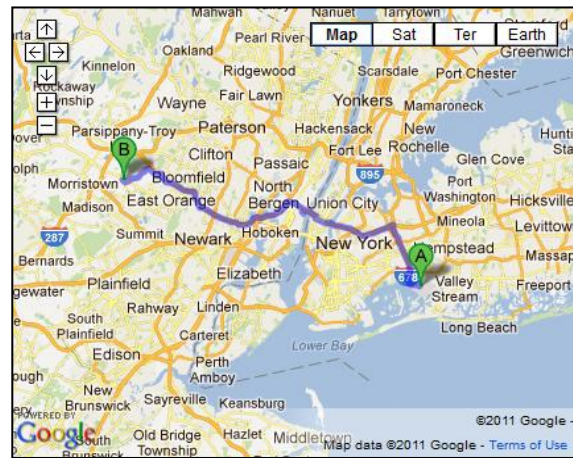 Mahwah
Nanuet
Tarrytown
Stamford
Pearl River
Map
Sat
Ter
Earth
Greenwich
Oakland
Kinnelon
Ridgewood
Scarsdale
Port Chester
Rockaway
Township
Wayne
Fair Lawn
Yonkers
Mamaroneck
Dover
Parsippany-Troy
Paterson
Hackensack
New
Rochelle
B
Clifton
Fort Lee
Glen Cove
Morristown
Bloomfield
Passaic
895
Port
Washington
Madison
East Orange
North
Bergen
Union City
Hicksville
287
Summit
Newark
Hoboken
New York
Mineola
Levittown
Bernards
A
Hempstead
Massap
Elizabeth
678
Valley
Stream
Freeport
Plainfield
Linden
Rahway
Long Beach
South
Plainfield
Carteret
Lower Bay
Edison
Perth
Amboy
New
Brunswick
Sayreville
Keansburg
POWERED BY
Google
South
Brunswick
Old Bridge
Township
Hazlet
Middletown
©2011 Google -
Map data ©2011 Google - Terms of Use